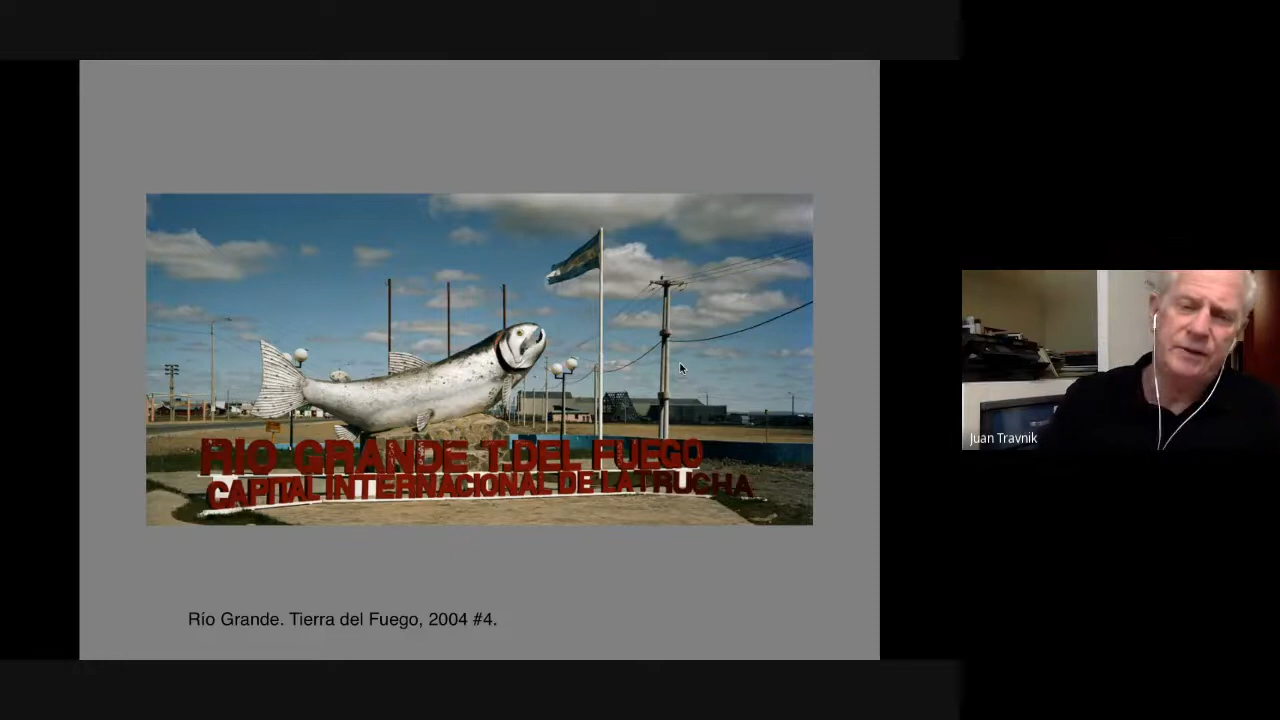 RIO GRANDE T.DEL FUEGO
CAPITAL INTERNACIONAL DE LA TRUCHA
Río Grande. Tierra del Fuego, 2004 #4.
Juan Travnik